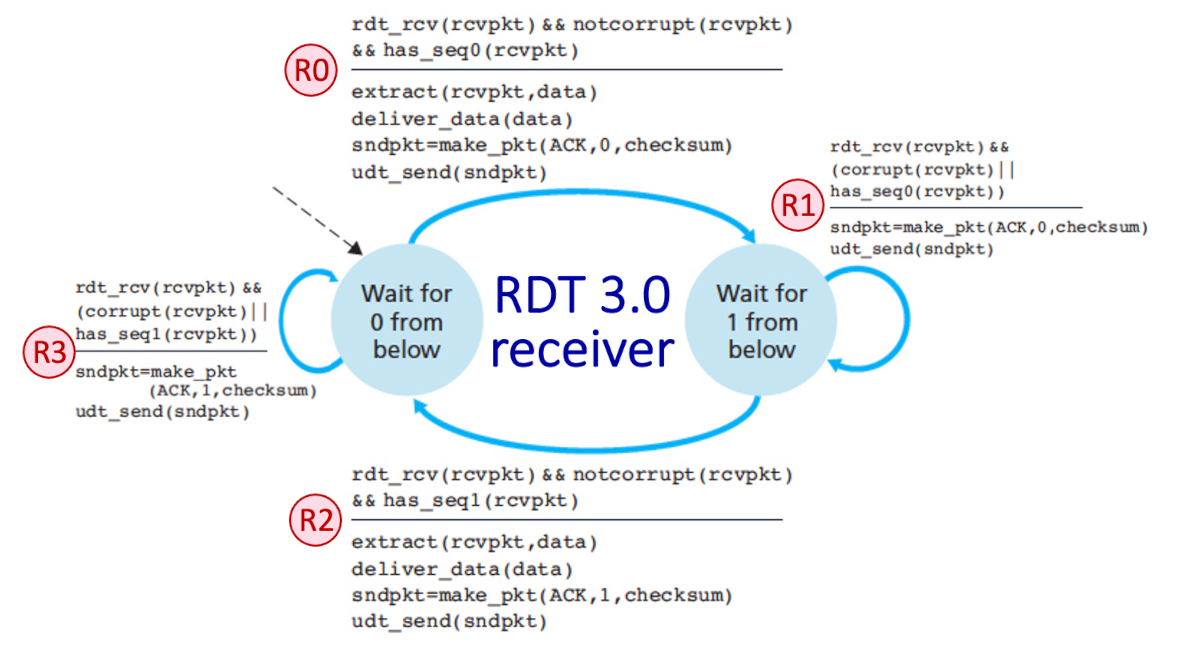 rdt_rcv(rcvpkt) && notcorrupt(rcvpkt)
&& has_seq0(rcvpkt)
R0
extract(rcvpkt,data)
deliver_data(data)
sndpkt=make_pkt(ACK,0,checksum)
udt_send(sndpkt)
rdt_rcv(rcvpkt) &&
(corrupt(rcvpkt)||
has_seq0(rcvpkt))
R1
sndpkt=make_pkt(ACK,0,checksum)
udt_send(sndpkt)
rdt_rcv(rcvpkt) &&
(corrupt(rcvpkt)||
has_seq1(rcvpkt))
R3
sndpkt=make_pkt
(ACK,1,checksum)
udt_send(sndpkt)
Wait for
0 from
below
RDT 3.0
receiver
Wait for
1 from
below
rdt_rcv(rcvpkt) && notcorrupt(rcvpkt)
&& has_seq1(rcvpkt)
R2
extract(rcvpkt,data)
deliver_data(data)
sndpkt=make_pkt(ACK,1,checksum)
udt_send(sndpkt)